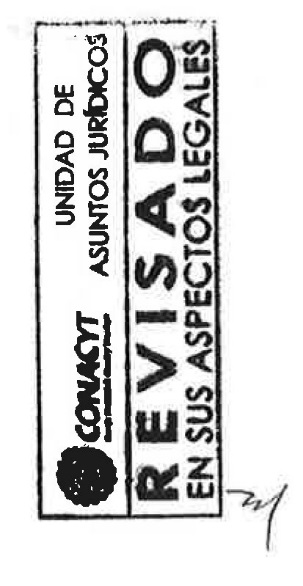 CONACYT
UNIDAD DE
ASUNTOS JURÍDICOS
REVISADO
EN SUS ASPECTOS LEGALES